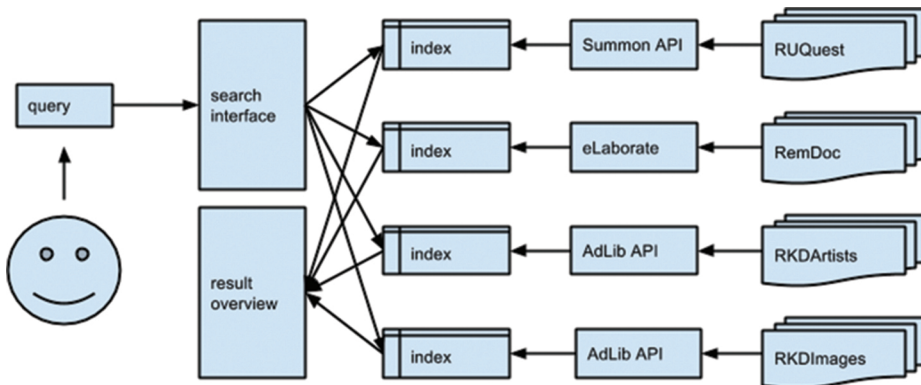 query
search
interface
result
overview
index
Summon API
RUQuest
index
eLaborate
RemDoc
index
AdLib API
RKDArtists
index
AdLib API
RKDImages